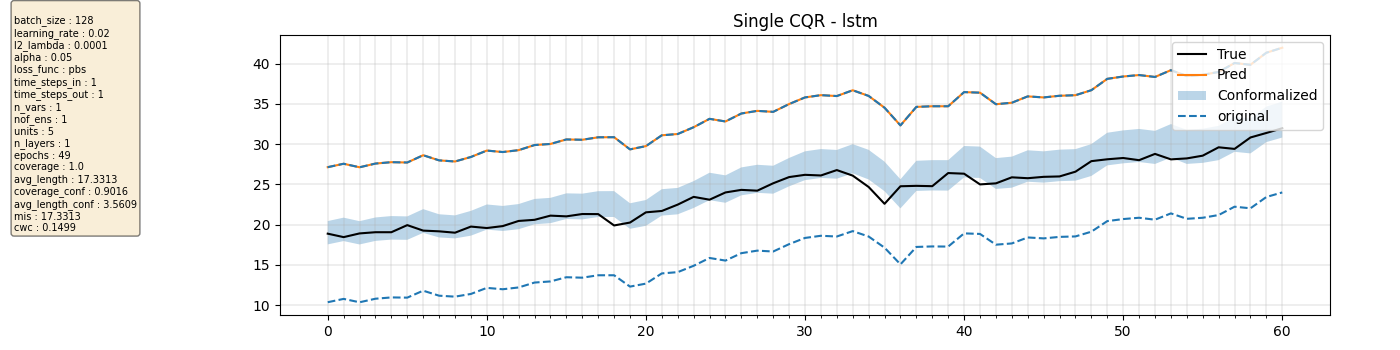 batch_size : 128
learning_rate : 0.02
l2_lambda : 0.0001
alpha : 0.05
loss_func : pbs
time_steps_in : 1
time_steps_out : 1
n_vars : 1
nof_ens : 1
units : 5
n_layers : 1
epochs : 49
coverage : 1.0
avg_length : 17.3313
coverage_conf : 0.9016
avg_length_conf : 3.5609
mis : 17.3313
cwc : 0.1499
Single CQR - lstm
40
35
30
25
20
15
10
0 10 20 30 40 50 60
True
Pred
Conformalized
original